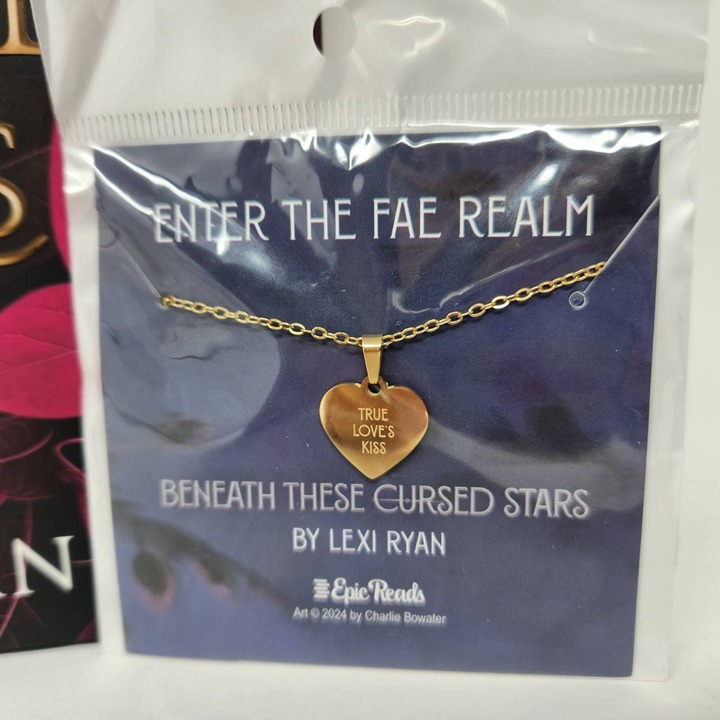 ENTER THE FAE REALM
TRUE
LOVE'S
KISS
BENEATH THESE CURSED STARS
BY LEXI RYAN
Epic Reads
Art © 2024 by Charlie Bowater